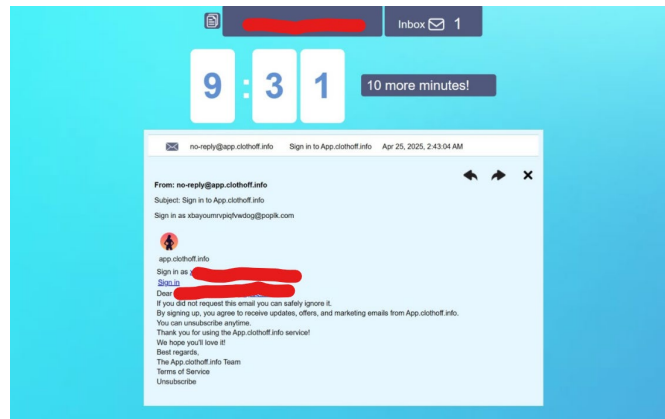 Inbox 1
9 : 3 1
10 more minutes!
no-reply@app.clothoff.info Sign in to App.clothoff.info Apr 25, 2025, 2:43:04 AM
From: no-reply@app.clothoff.info
Subject: Sign in to App.clothoff.info
Sign in as xbayoumrvpiqfvwdog@poplk.com
app.clothoff.info
Sign in as
Sign in
Dear
If you did not request this email you can safely ignore it.
By signing up, you agree to receive updates, offers, and marketing emails from App.clothoff.info.
You can unsubscribe anytime.
Thank you for using the App.clothoff.info service!
We hope you'll love it!
Best regards,
The App.clothoff.info Team
Terms of Service
Unsubscribe